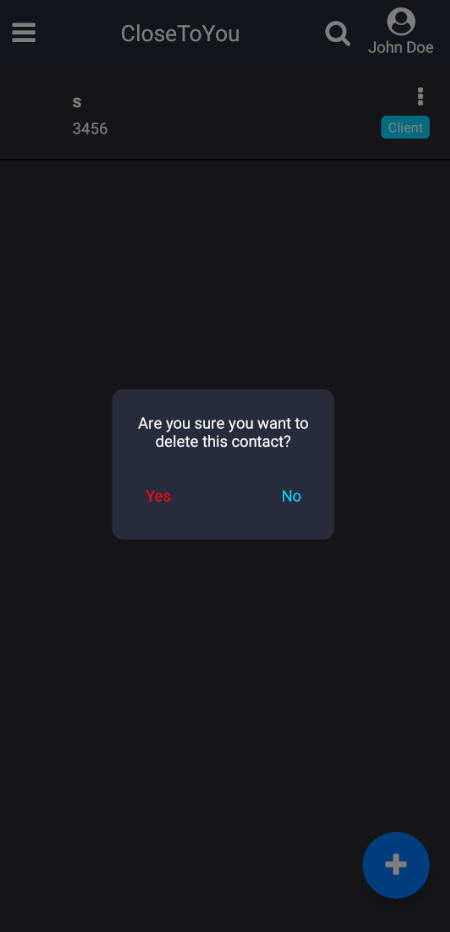 CloseToYou
John Doe
s
3456
Client
Are you sure you want to
delete this contact?
Yes
No